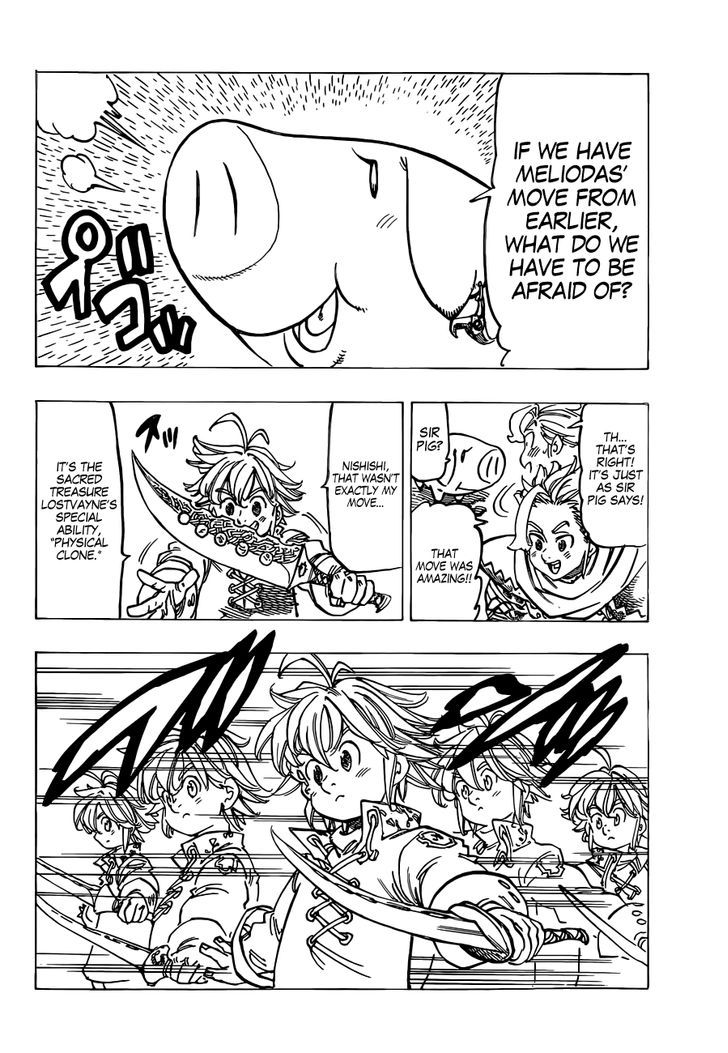 IF WE HAVE
MELIODAS'
MOVE FROM
EARLIER,
WHAT DO WE
HAVE TO BE
AFRAID OF?
TH...
THAT'S
RIGHT!
IT'S JUST
AS SIR
PIG SAYS!
SIR
PIG?
THAT
MOVE WAS
AMAZING!!
NISHISHI,
THAT WASN'T
EXACTLY MY
MOVE...
スッ
IT'S THE
SACRED
TREASURE
LOSTVAYNE'S
SPECIAL
ABILITY,
"PHYSICAL
CLONE."